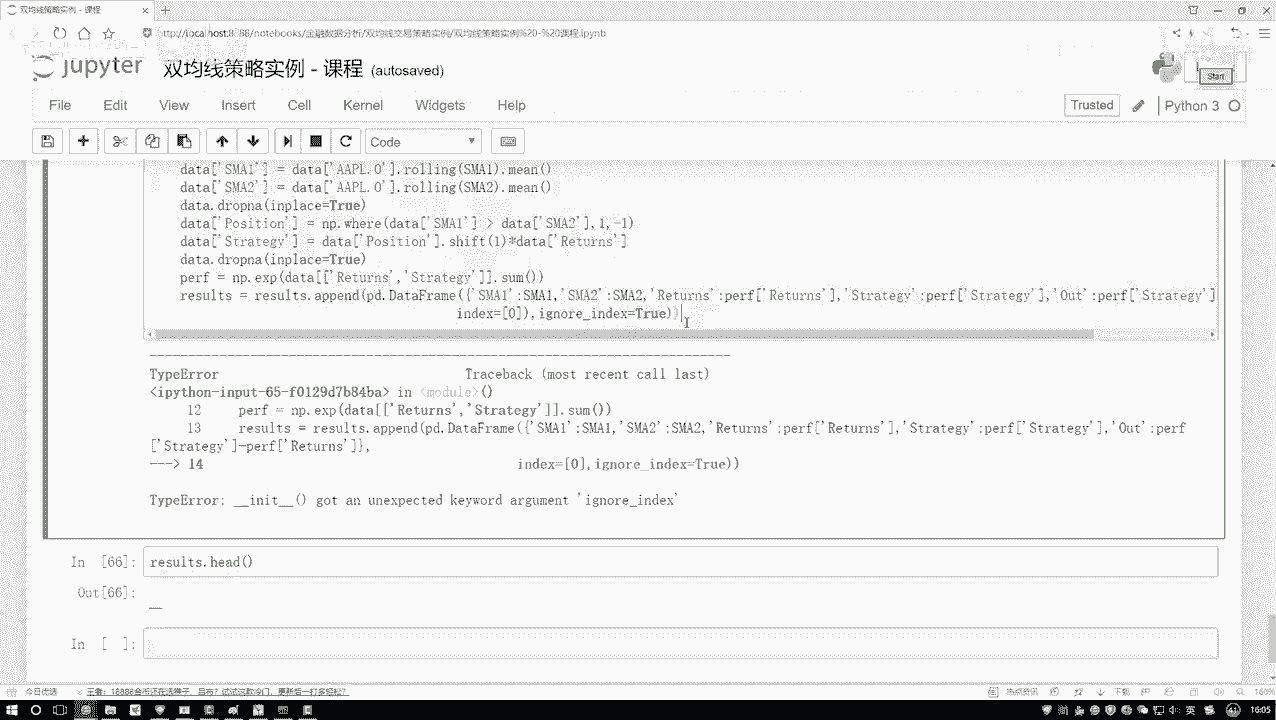 双均线策略实例 - 课程
http://localhost:8888/notebooks/金融数据分析/双均线交易策略实例/双均线策略实例%20-%20课程.ipynb
jupyter 双均线策略实例 - 课程 (autosaved)
Start
File Edit View Insert Cell Kernel Widgets Help
Trusted Python 3
Code
data['SMA1'] = data['AAPL.O'].rolling(SMA1).mean()
data['SMA2'] = data['AAPL.O'].rolling(SMA2).mean()
data.dropna(inplace=True)
data['Position'] = np.where(data['SMA1'] > data['SMA2'],1,-1)
data['Strategy'] = data['Position'].shift(1)*data['Returns']
data.dropna(inplace=True)
perf = np.exp(data[['Returns','Strategy']].sum())
results = results.append(pd.DataFrame({'SMA1':SMA1,'SMA2':SMA2,'Returns':perf['Returns'],'Strategy':perf['Strategy'],'Out':perf['Strategy']
index=[0]),ignore_index=True))
---------------------------------------------------------------------------
TypeError Traceback (most recent call last)
<ipython-input-65-f0129d7b84ba> in <module>()
12 perf = np.exp(data[['Returns','Strategy']].sum())
13 results = results.append(pd.DataFrame({'SMA1':SMA1,'SMA2':SMA2,'Returns':perf['Returns'],'Strategy':perf['Strategy'],'Out':perf
['Strategy']-perf['Returns']},
---> 14 index=[0],ignore_index=True))
TypeError: __init__() got an unexpected keyword argument 'ignore_index'
In [66]: results.head()
Out[66]:
In [ ]:
今日优选
热点资讯 下载 160%
英 16:05